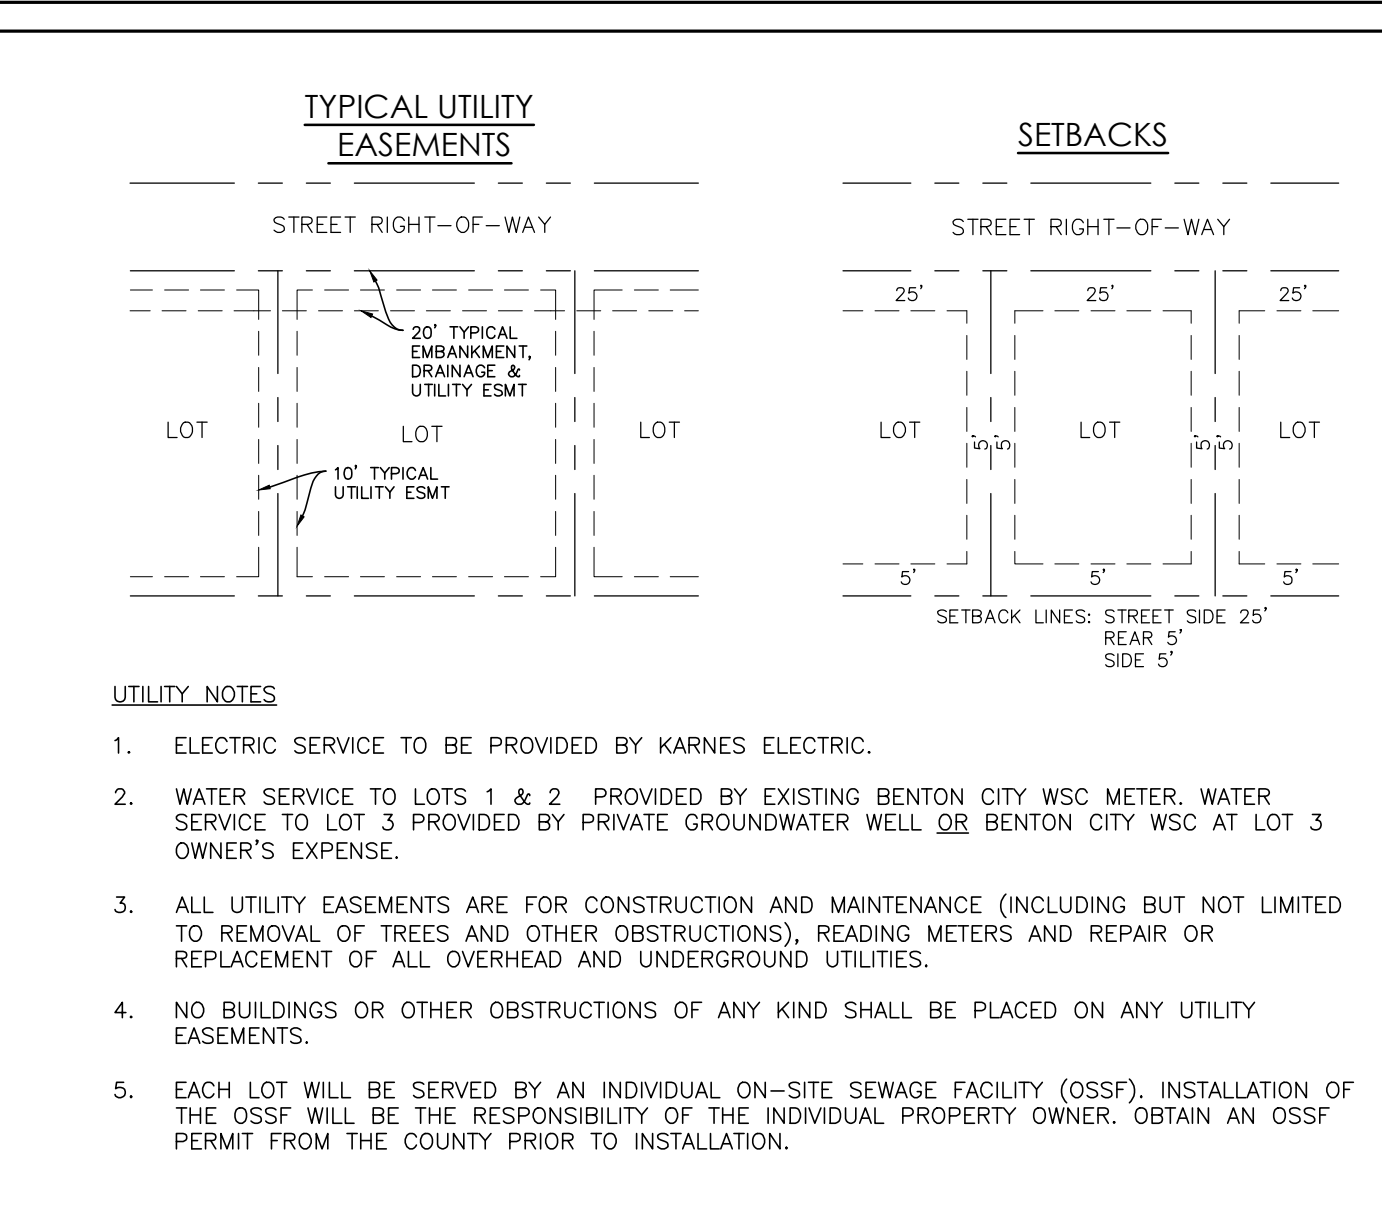 TYPICAL UTILITY
EASEMENTS
STREET RIGHT-OF-WAY
20' TYPICAL
EMBANKMENT,
DRAINAGE &
UTILITY ESMT
LOT
LOT
LOT
10' TYPICAL
UTILITY ESMT
SETBACKS
STREET RIGHT-OF-WAY
25'
25'
25'
LOT
5'
5'
LOT
5'
5'
LOT
5'
5'
5'
SETBACK LINES: STREET SIDE 25'
REAR 5'
SIDE 5'
UTILITY NOTES
1. ELECTRIC SERVICE TO BE PROVIDED BY KARNES ELECTRIC.
2. WATER SERVICE TO LOTS 1 & 2 PROVIDED BY EXISTING BENTON CITY WSC METER. WATER
SERVICE TO LOT 3 PROVIDED BY PRIVATE GROUNDWATER WELL OR BENTON CITY WSC AT LOT 3
OWNER'S EXPENSE.
3. ALL UTILITY EASEMENTS ARE FOR CONSTRUCTION AND MAINTENANCE (INCLUDING BUT NOT LIMITED
TO REMOVAL OF TREES AND OTHER OBSTRUCTIONS), READING METERS AND REPAIR OR
REPLACEMENT OF ALL OVERHEAD AND UNDERGROUND UTILITIES.
4. NO BUILDINGS OR OTHER OBSTRUCTIONS OF ANY KIND SHALL BE PLACED ON ANY UTILITY
EASEMENTS.
5. EACH LOT WILL BE SERVED BY AN INDIVIDUAL ON-SITE SEWAGE FACILITY (OSSF). INSTALLATION OF
THE OSSF WILL BE THE RESPONSIBILITY OF THE INDIVIDUAL PROPERTY OWNER. OBTAIN AN OSSF
PERMIT FROM THE COUNTY PRIOR TO INSTALLATION.